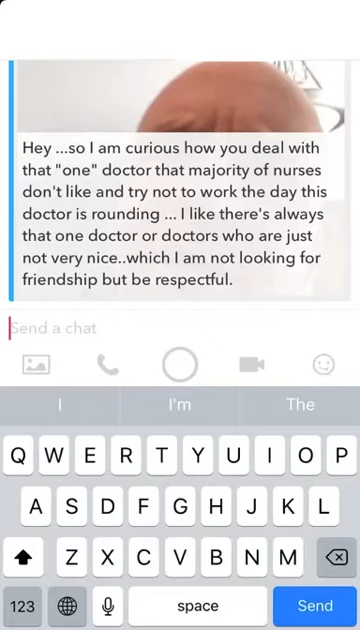 Hey ...so I am curious how you deal with
that "one" doctor that majority of nurses
don't like and try not to work the day this
doctor is rounding ... I like there's always
that one doctor or doctors who are just
not very nice..which I am not looking for
friendship but be respectful.
Send a chat
I I'm The
Q W E R T Y U I O P
A S D F G H J K L
Z X C V B N M
123 space Send